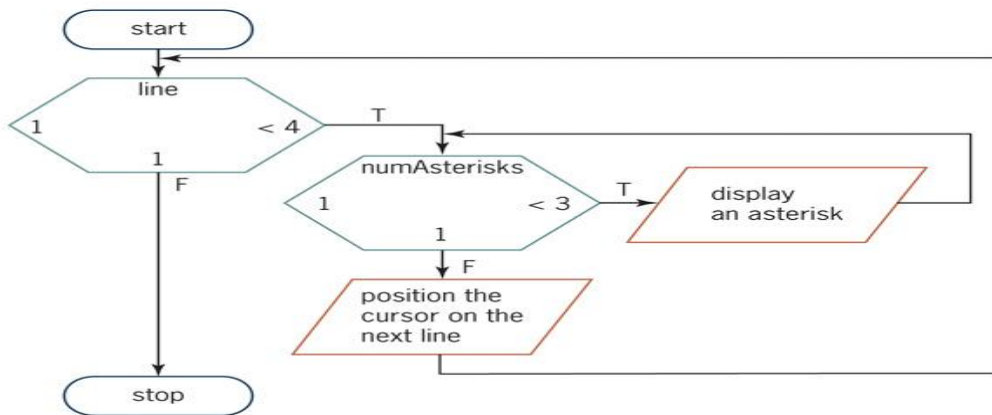 start
line
1
< 4
1
T
F
numAsterisks
1
< 3
1
T
F
display
an asterisk
position the
cursor on the
next line
stop